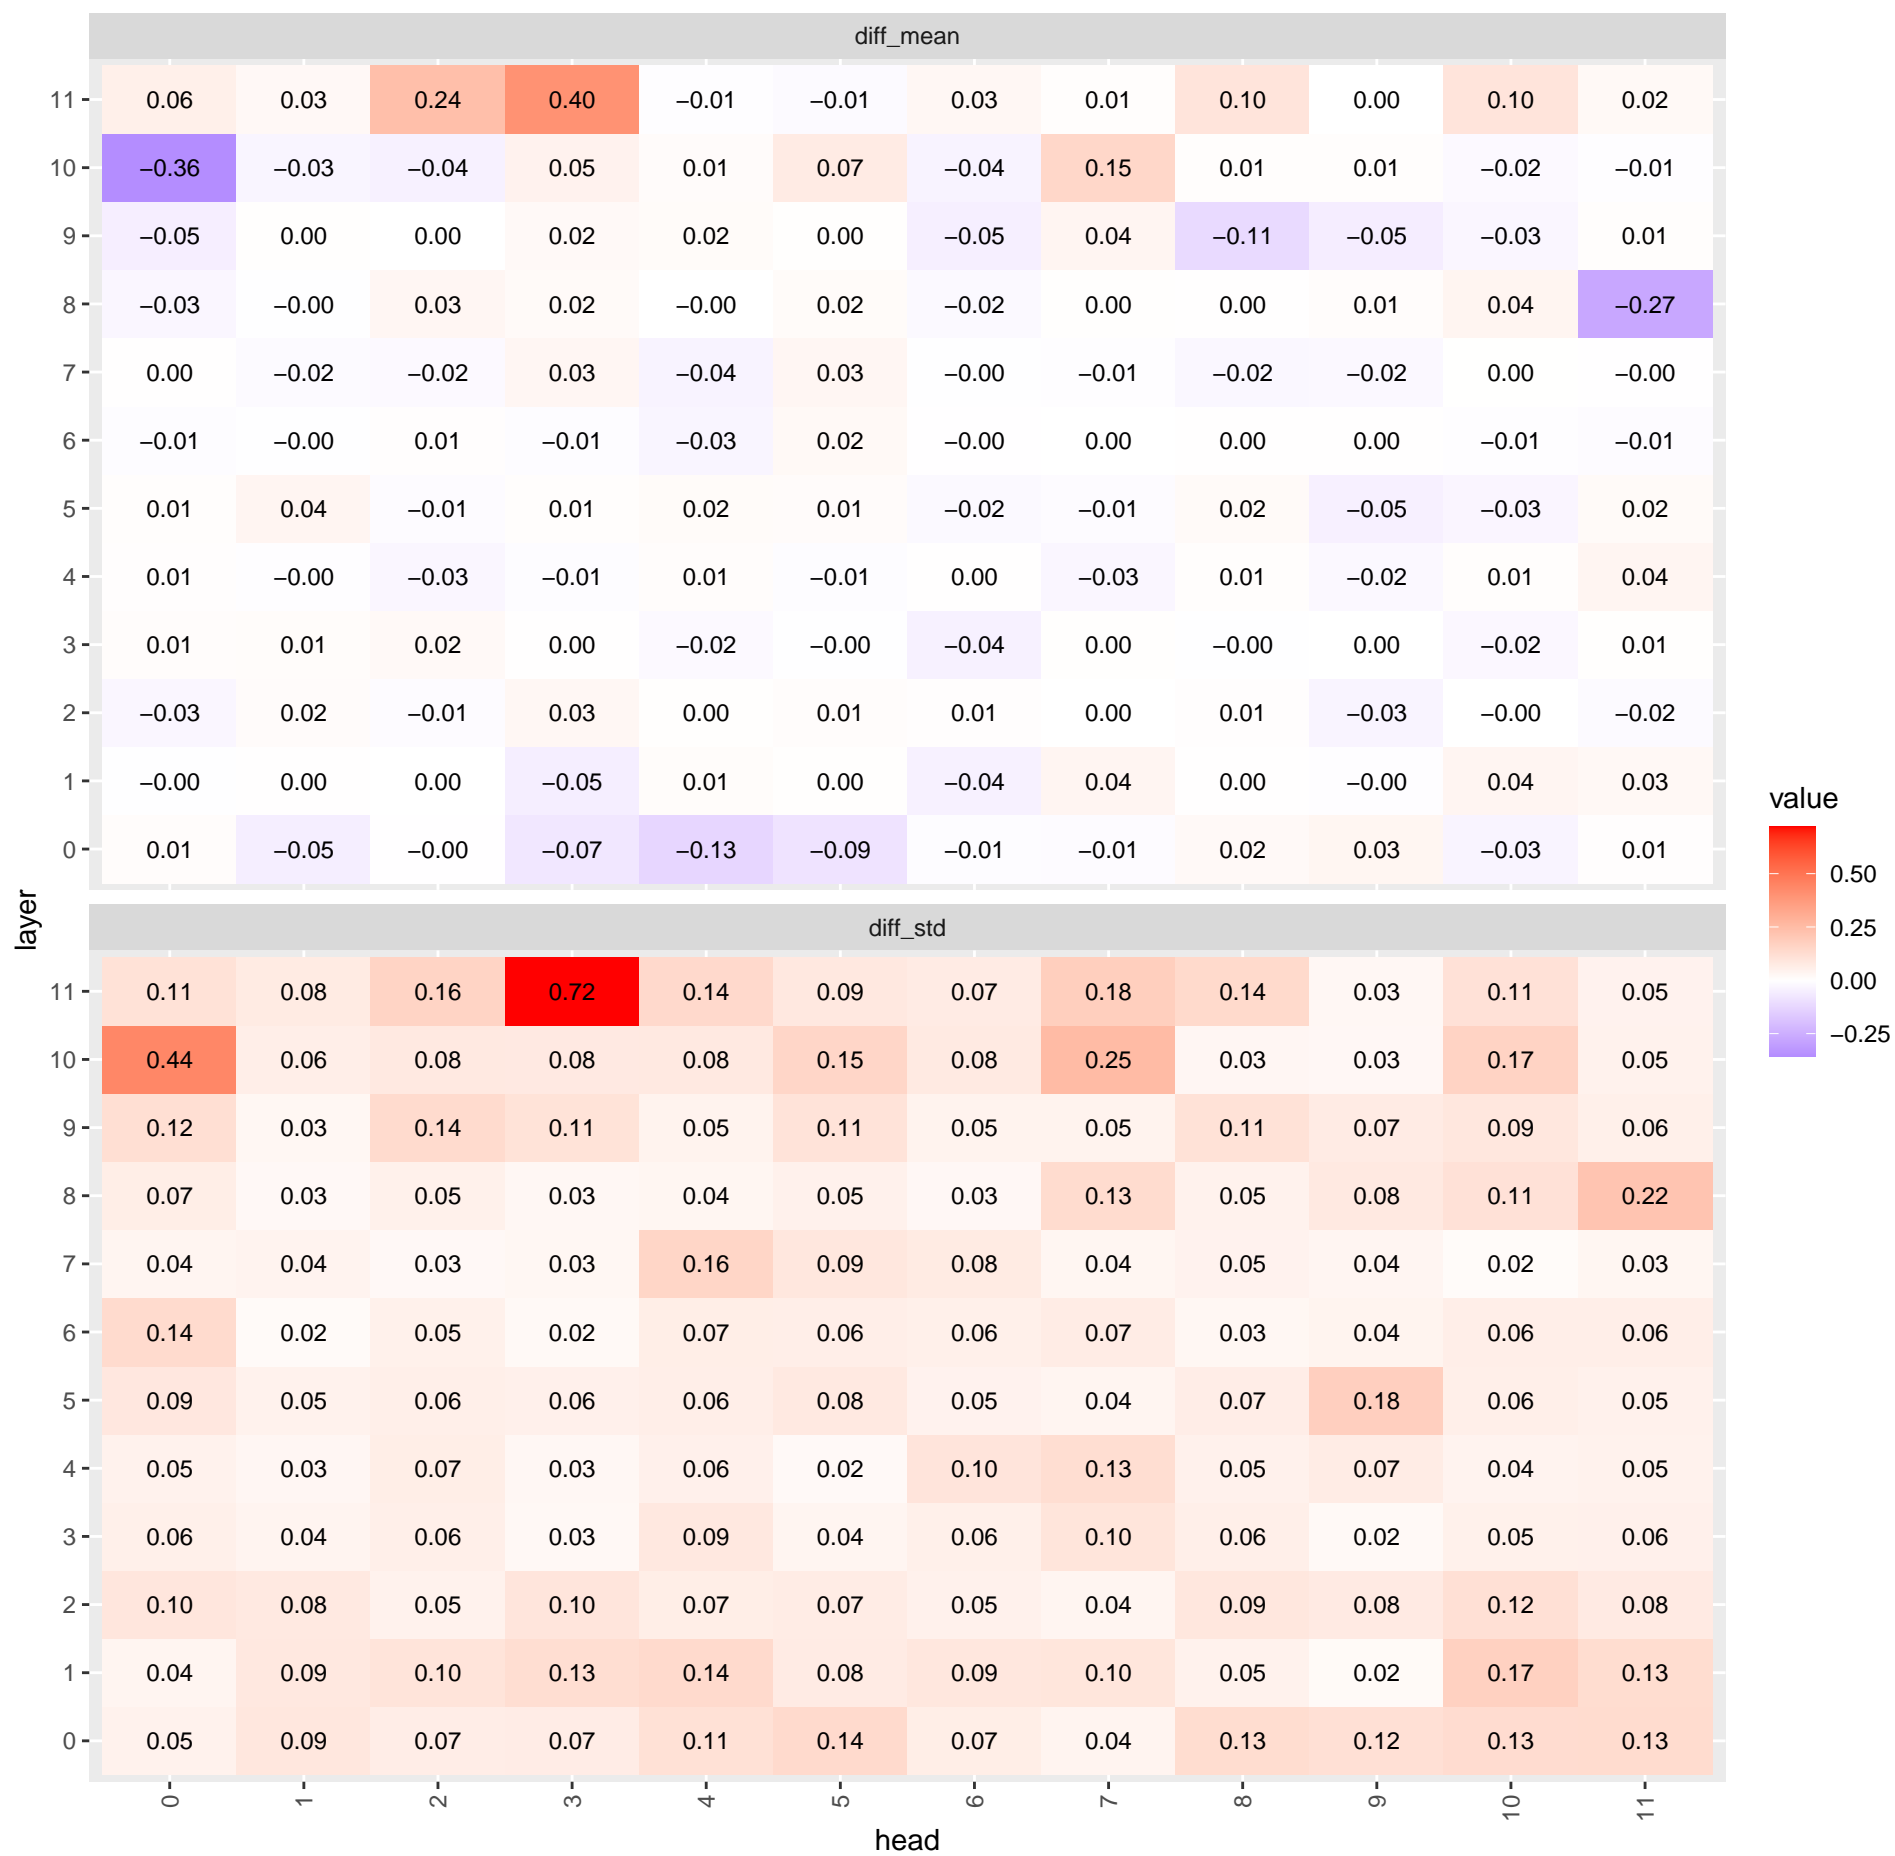 diff_mean
11 0.06 0.03 0.24 0.40 −0.01 −0.01 0.03 0.01 0.10 0.00 0.10 0.02
10 −0.36 −0.03 −0.04 0.05 0.01 0.07 −0.04 0.15 0.01 0.01 −0.02 −0.01
9 −0.05 0.00 0.00 0.02 0.02 0.00 −0.05 0.04 −0.11 −0.05 −0.03 0.01
8 −0.03 −0.00 0.03 0.02 −0.00 0.02 −0.02 0.00 0.00 0.01 0.04 −0.27
7 0.00 −0.02 −0.02 0.03 −0.04 0.03 −0.00 −0.01 −0.02 −0.02 0.00 −0.00
6 −0.01 −0.00 0.01 −0.01 −0.03 0.02 −0.00 0.00 0.00 0.00 −0.01 −0.01
5 0.01 0.04 −0.01 0.01 0.02 0.01 −0.02 −0.01 0.02 −0.05 −0.03 0.02
4 0.01 −0.00 −0.03 −0.01 0.01 −0.01 0.00 −0.03 0.01 −0.02 0.01 0.04
3 0.01 0.01 0.02 0.00 −0.02 −0.00 −0.04 0.00 −0.00 0.00 −0.02 0.01
2 −0.03 0.02 −0.01 0.03 0.00 0.01 0.01 0.00 0.01 −0.03 −0.00 −0.02
1 −0.00 0.00 0.00 −0.05 0.01 0.00 −0.04 0.04 0.00 −0.00 0.04 0.03
0 0.01 −0.05 −0.00 −0.07 −0.13 −0.09 −0.01 −0.01 0.02 0.03 −0.03 0.01
layer
diff_std
11 0.11 0.08 0.16 0.72 0.14 0.09 0.07 0.18 0.14 0.03 0.11 0.05
10 0.44 0.06 0.08 0.08 0.08 0.15 0.08 0.25 0.03 0.03 0.17 0.05
9 0.12 0.03 0.14 0.11 0.05 0.11 0.05 0.05 0.11 0.07 0.09 0.06
8 0.07 0.03 0.05 0.03 0.04 0.05 0.03 0.13 0.05 0.08 0.11 0.22
7 0.04 0.04 0.03 0.03 0.16 0.09 0.08 0.04 0.05 0.04 0.02 0.03
6 0.14 0.02 0.05 0.02 0.07 0.06 0.06 0.07 0.03 0.04 0.06 0.06
5 0.09 0.05 0.06 0.06 0.06 0.08 0.05 0.04 0.07 0.18 0.06 0.05
4 0.05 0.03 0.07 0.03 0.06 0.02 0.10 0.13 0.05 0.07 0.04 0.05
3 0.06 0.04 0.06 0.03 0.09 0.04 0.06 0.10 0.06 0.02 0.05 0.06
2 0.10 0.08 0.05 0.10 0.07 0.07 0.05 0.04 0.09 0.08 0.12 0.08
1 0.04 0.09 0.10 0.13 0.14 0.08 0.09 0.10 0.05 0.02 0.17 0.13
0 0.05 0.09 0.07 0.07 0.11 0.14 0.07 0.04 0.13 0.12 0.13 0.13
0 1 2 3 4 5 6 7 8 9 10 11
head
value
0.50
0.25
0.00
−0.25